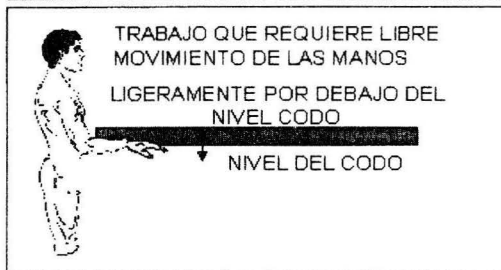 TRABAJO QUE REQUIERE LIBRE
MOVIMIENTO DE LAS MANOS
LIGERAMENTE POR DEBAJO DEL
NIVEL CODO
NIVEL DEL CODO